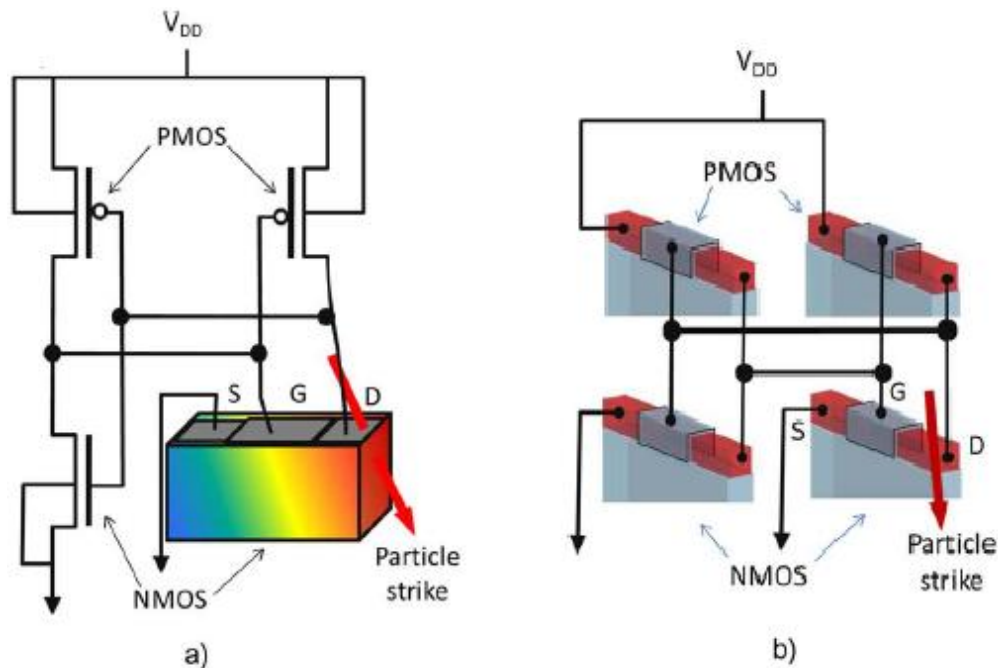 V_DD
PMOS
S G D
Particle
strike
NMOS
a)
V_DD
PMOS
G
S
D
NMOS
Particle
strike
b)